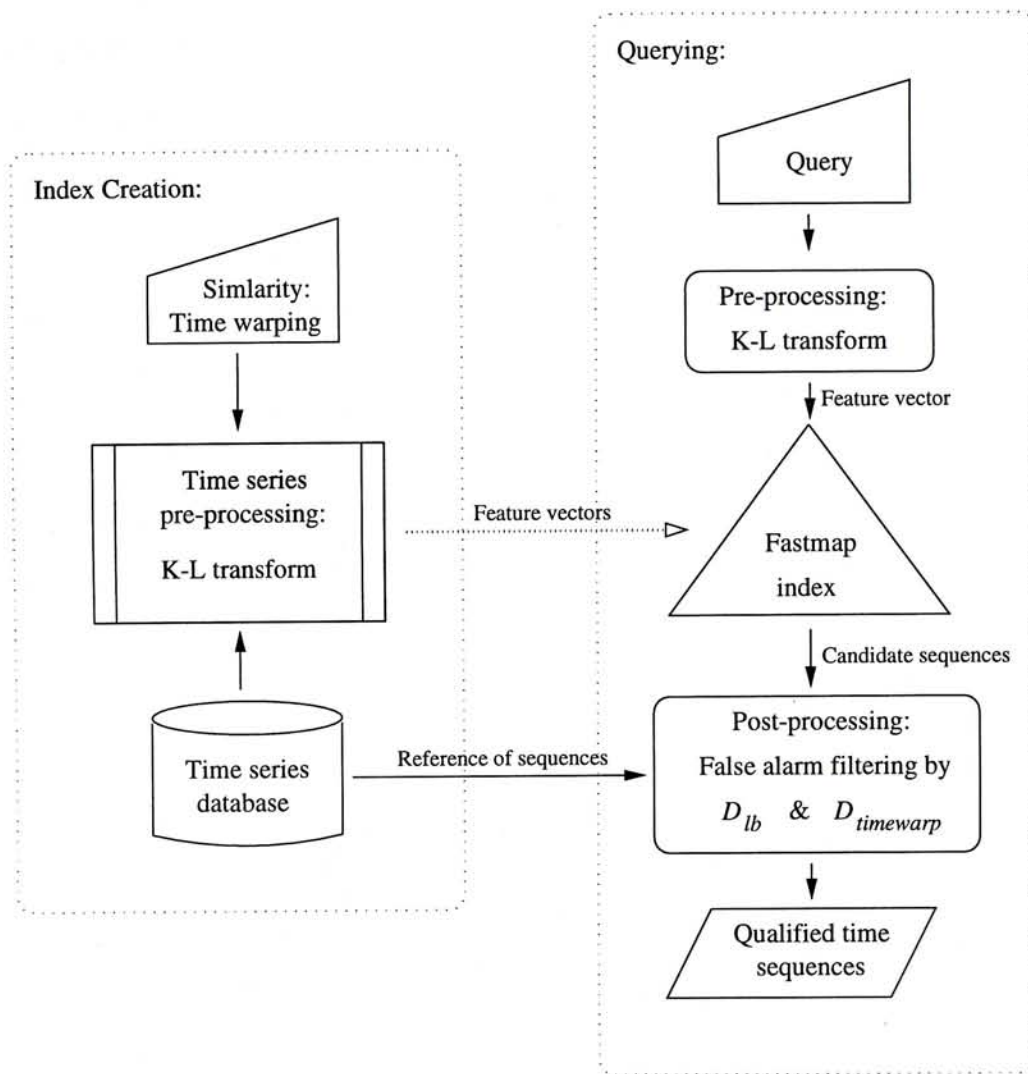 Index Creation:
Simlarity:
Time warping
Time series
pre-processing:
K-L transform
Time series
database
Feature vectors
Reference of sequences
Querying:
Query
Pre-processing:
K-L transform
Feature vector
Fastmap
index
Candidate sequences
Post-processing:
False alarm filtering by
D_lb & D_timewarp
Qualified time
sequences